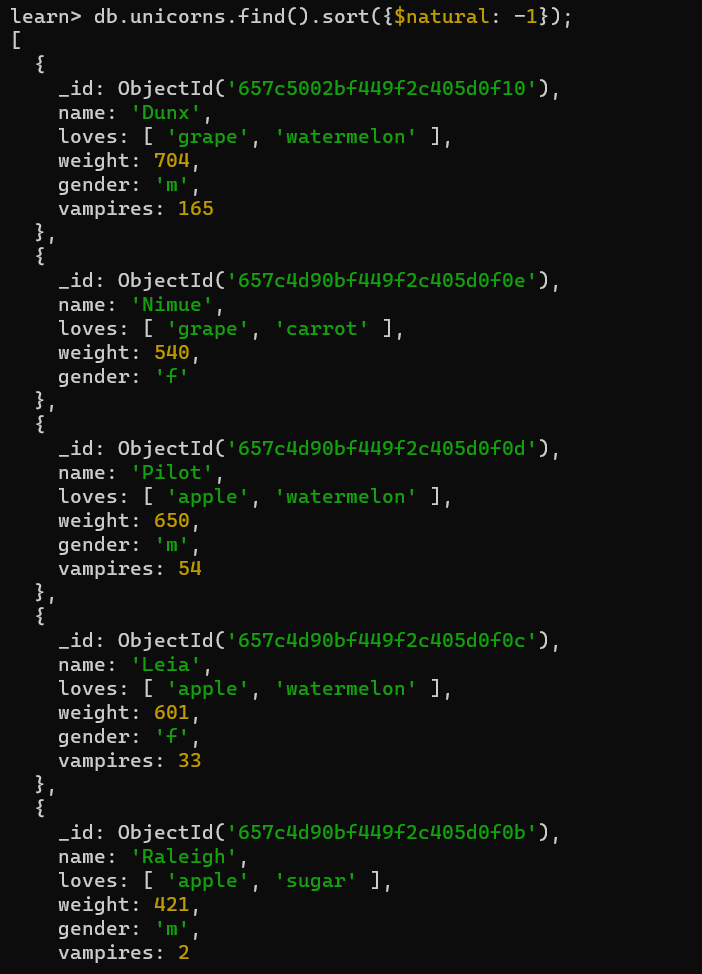 learn> db.unicorns.find().sort({$natural: -1});
[
  {
    _id: ObjectId('657c5002bf449f2c405d0f10'),
    name: 'Dunx',
    loves: [ 'grape', 'watermelon' ],
    weight: 704,
    gender: 'm',
    vampires: 165
  },
  {
    _id: ObjectId('657c4d90bf449f2c405d0f0e'),
    name: 'Nimue',
    loves: [ 'grape', 'carrot' ],
    weight: 540,
    gender: 'f'
  },
  {
    _id: ObjectId('657c4d90bf449f2c405d0f0d'),
    name: 'Pilot',
    loves: [ 'apple', 'watermelon' ],
    weight: 650,
    gender: 'm',
    vampires: 54
  },
  {
    _id: ObjectId('657c4d90bf449f2c405d0f0c'),
    name: 'Leia',
    loves: [ 'apple', 'watermelon' ],
    weight: 601,
    gender: 'f',
    vampires: 33
  },
  {
    _id: ObjectId('657c4d90bf449f2c405d0f0b'),
    name: 'Raleigh',
    loves: [ 'apple', 'sugar' ],
    weight: 421,
    gender: 'm',
    vampires: 2